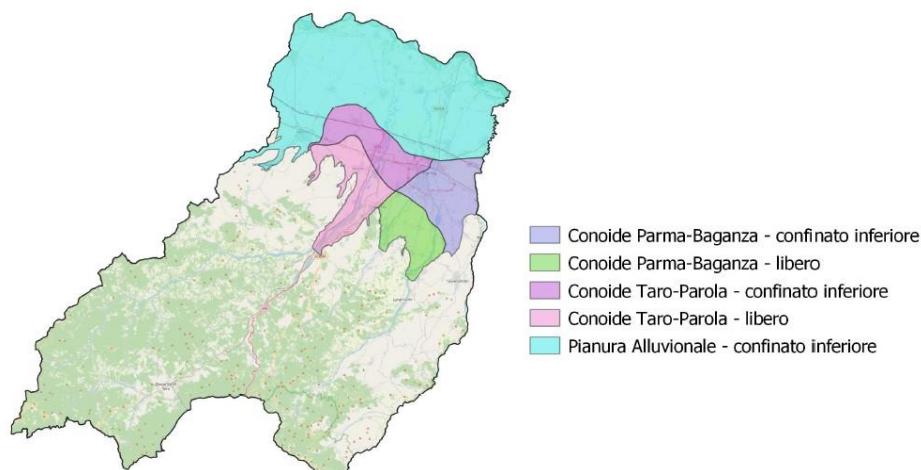 Conoide Parma-Baganza - confinato inferiore
Conoide Parma-Baganza - libero
Conoide Taro-Parola - confinato inferiore
Conoide Taro-Parola - libero
Pianura Alluvionale - confinato inferiore